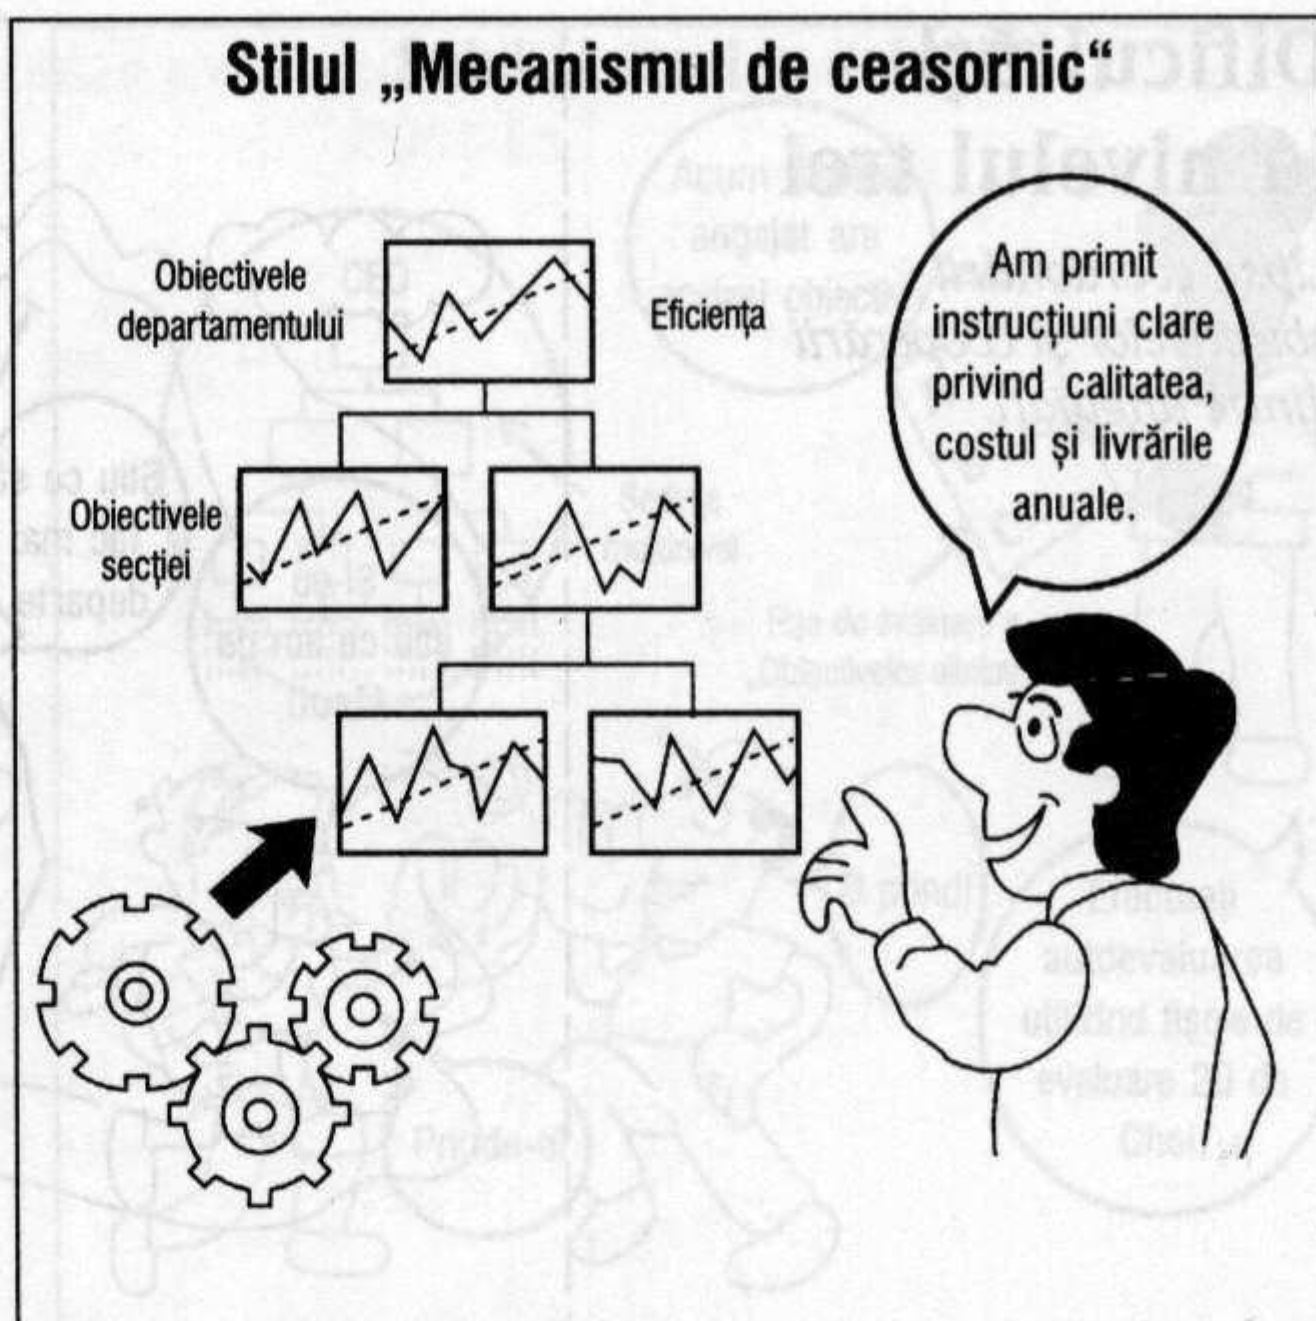 Stilul „Mecanismul de ceasornic“
Obiectivele
departamentului
Eficiența
Am primit
instrucțiuni clare
privind calitatea,
costul și livrările
anuale.
Obiectivele
secției